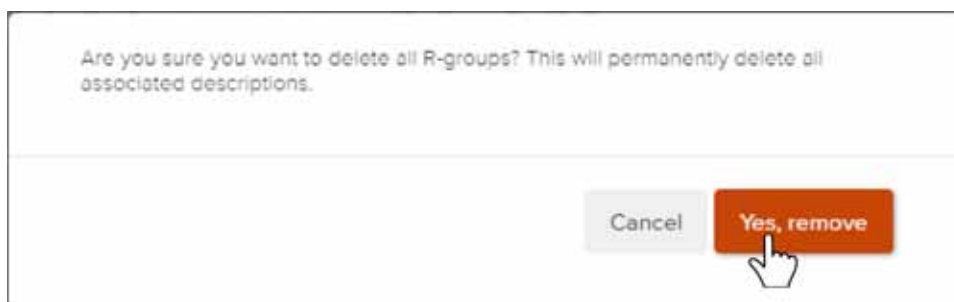 Are you sure you want to delete all R-groups? This will permanently delete all
associated descriptions.
Cancel
Yes, remove